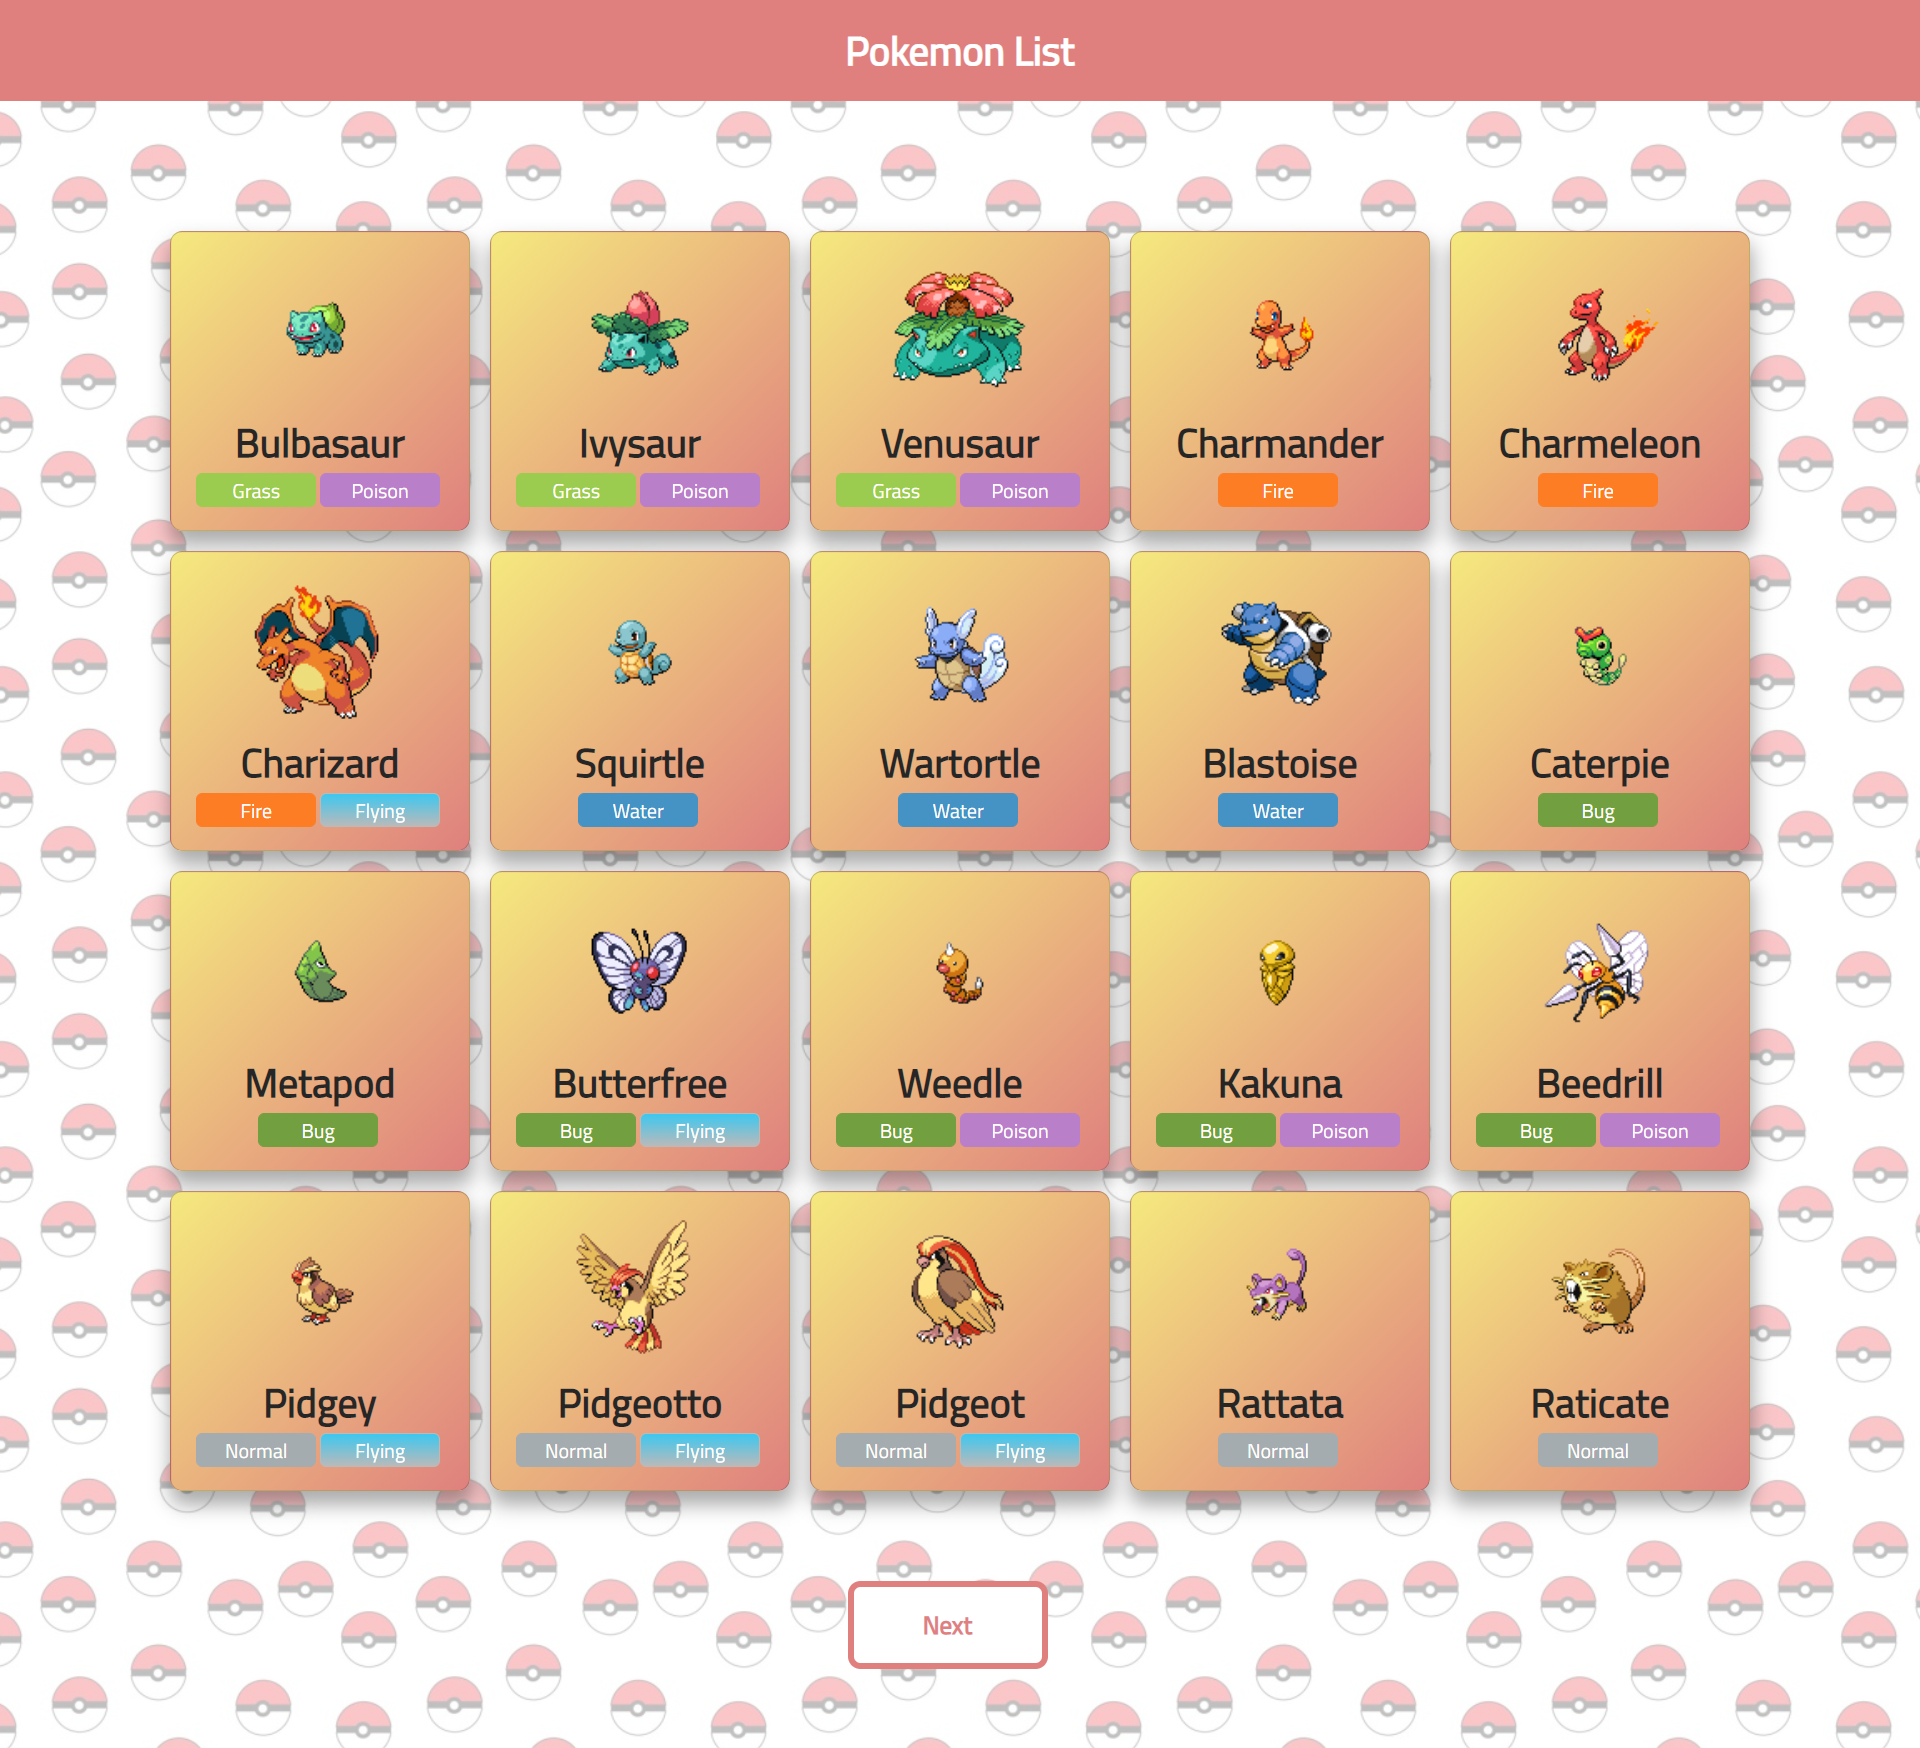 Pokemon List
Bulbasaur
Grass Poison
Ivysaur
Grass Poison
Venusaur
Grass Poison
Charmander
Fire
Charmeleon
Fire
Charizard
Fire Flying
Squirtle
Water
Wartortle
Water
Blastoise
Water
Caterpie
Bug
Metapod
Bug
Butterfree
Bug Flying
Weedle
Bug Poison
Kakuna
Bug Poison
Beedrill
Bug Poison
Pidgey
Normal Flying
Pidgeotto
Normal Flying
Pidgeot
Normal Flying
Rattata
Normal
Raticate
Normal
Next